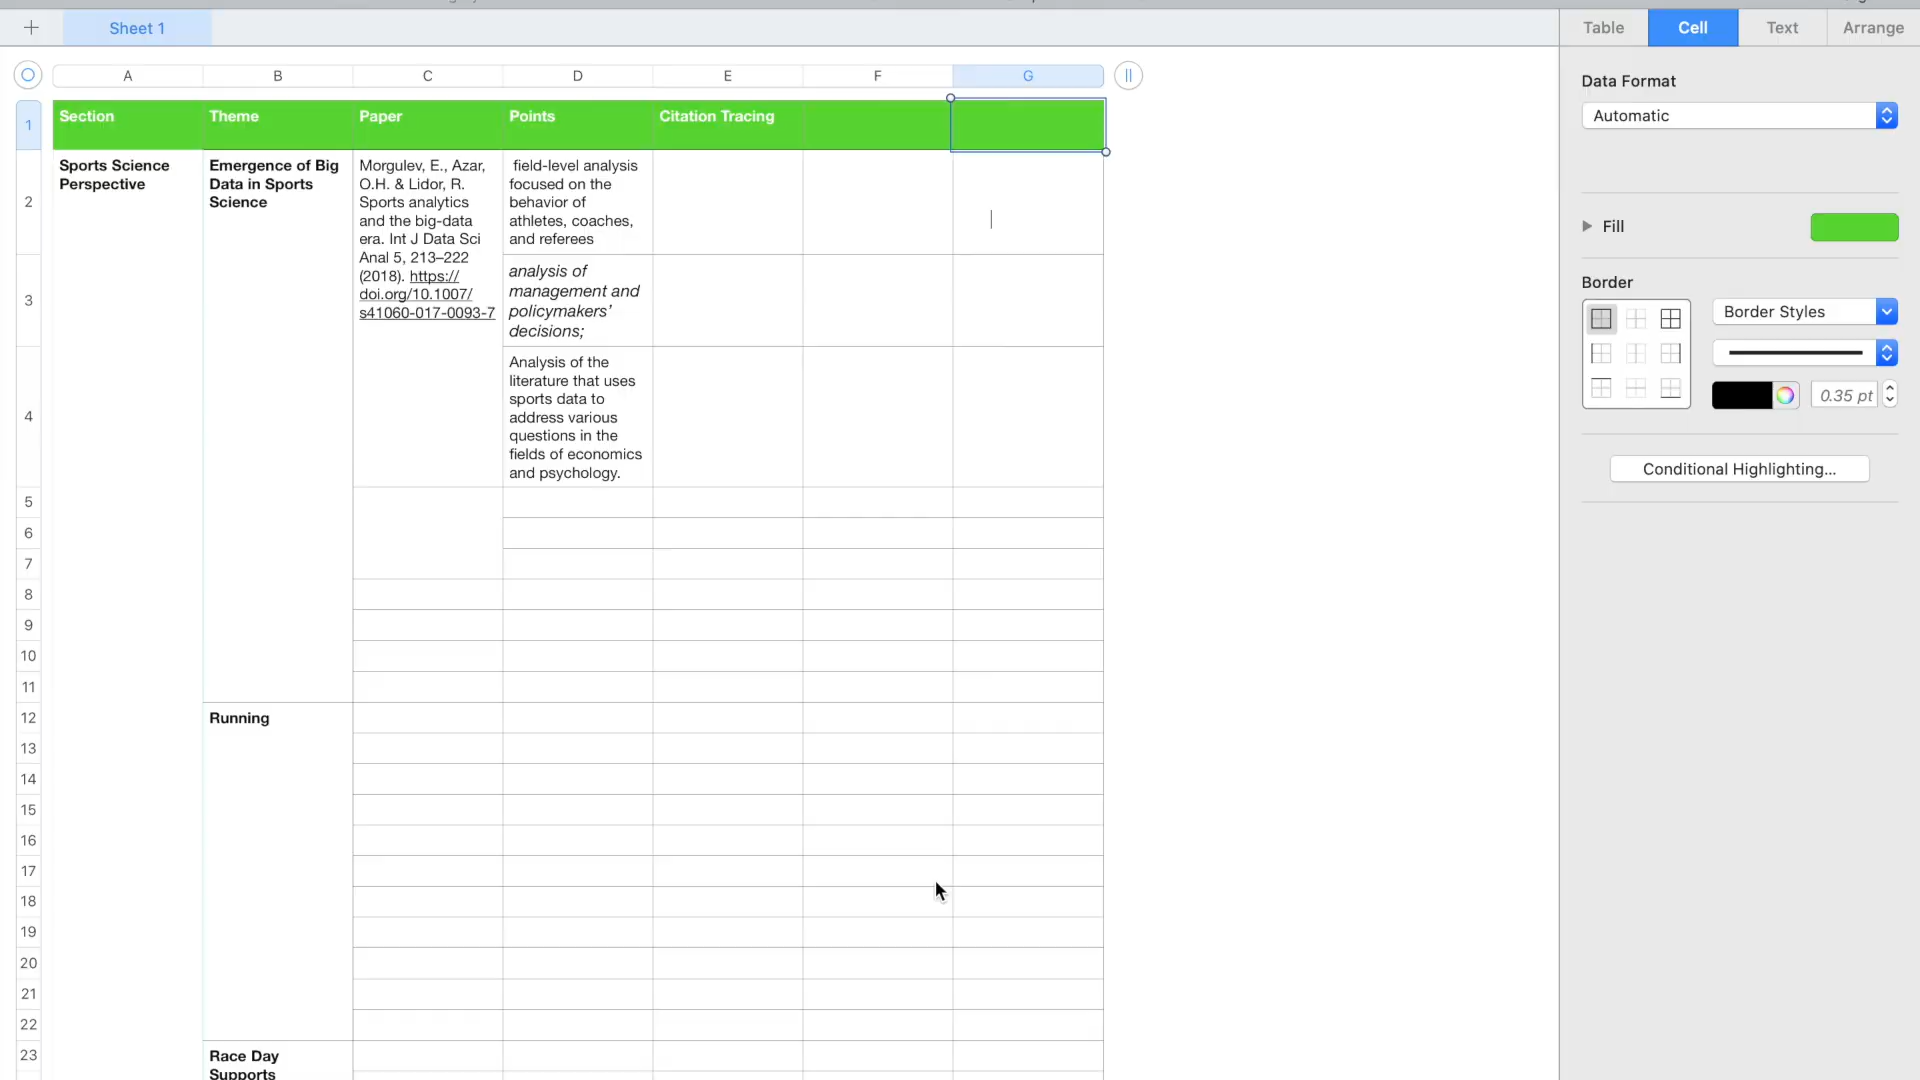 Sheet 1
Table Cell Text Arrange
A B C D E F G
Data Format
Automatic
1 Section Theme Paper Points Citation Tracing
Fill
Border
Border Styles
0.35 pt
Conditional Highlighting...
2
Sports Science
Perspective
Emergence of Big
Data in Sports
Science
Morgulev, E., Azar,
O.H. & Lidor, R.
Sports analytics
and the big-data
era. Int J Data Sci
Anal 5, 213–222
(2018). https://
doi.org/10.1007/
s41060-017-0093-7
field-level analysis
focused on the
behavior of
athletes, coaches,
and referees
3
analysis of
management and
policymakers’
decisions;
4
Analysis of the
literature that uses
sports data to
address various
questions in the
fields of economics
and psychology.
5
6
7
8
9
10
11
12 Running
13
14
15
16
17
18
19
20
21
22
23 Race Day
Supports